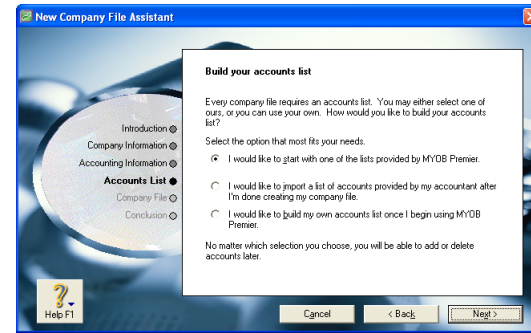 New Company File Assistant
Build your accounts list
Every company file requires an accounts list. You may either select one of
ours, or you can use your own. How would you like to build your accounts
list?
Select the option that most fits your needs.
I would like to start with one of the lists provided by MYOB Premier.
I would like to import a list of accounts provided by my accountant after
I'm done creating my company file.
I would like to build my own accounts list once I begin using MYOB
Premier.
No matter which selection you choose, you will be able to add or delete
accounts later.
Introduction
Company Information
Accounting Information
Accounts List
Company File
Conclusion
Help F1
Cancel
< Back
Next >